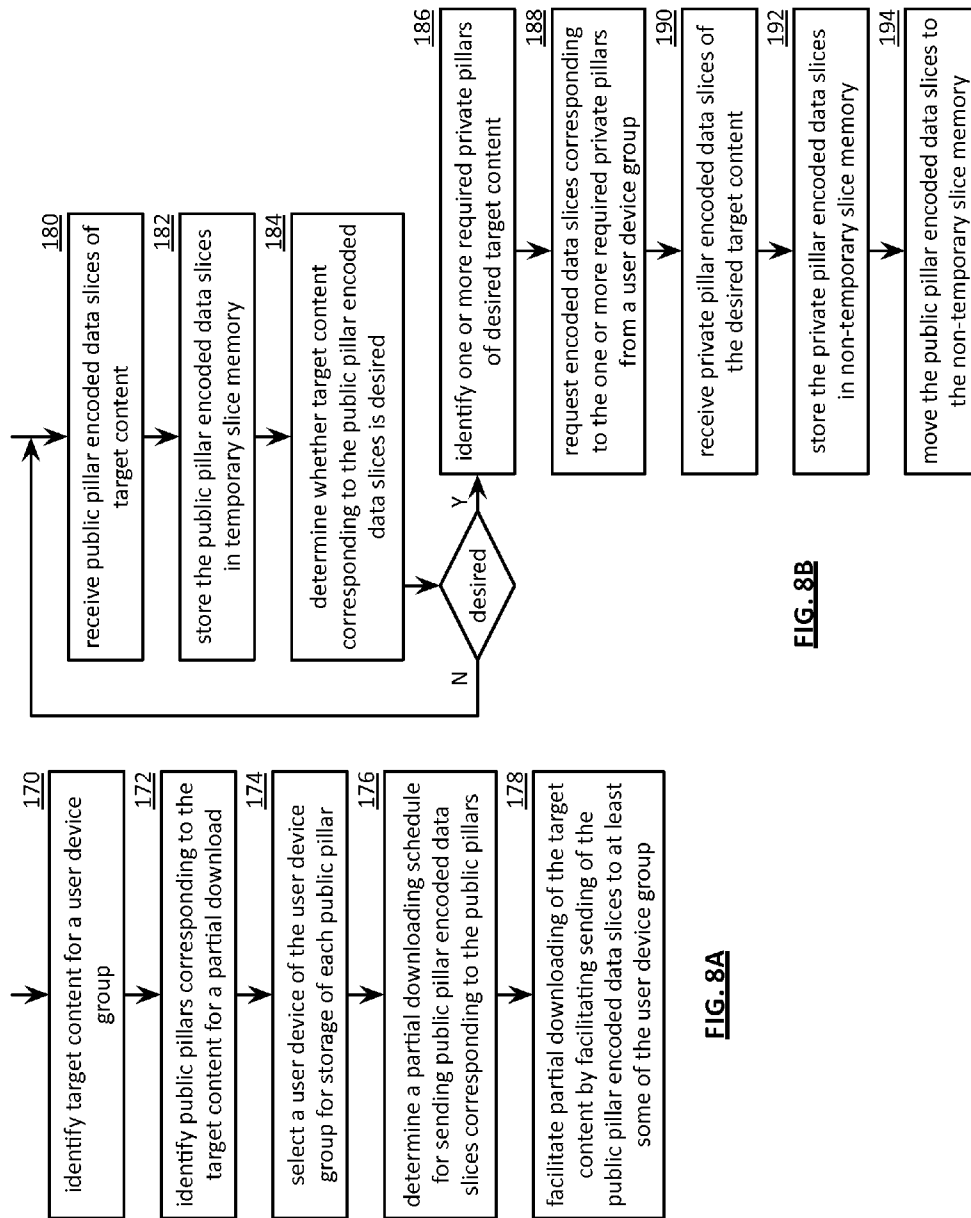 170
identify target content for a user device
group
172
identify public pillars corresponding to the
target content for a partial download
174
select a user device of the user device
group for storage of each public pillar
176
determine a partial downloading schedule
for sending public pillar encoded data
slices corresponding to the public pillars
178
facilitate partial downloading of the target
content by facilitating sending of the
public pillar encoded data slices to at least
some of the user device group
FIG. 8A
180
receive public pillar encoded data slices of
target content
182
store the public pillar encoded data slices
in temporary slice memory
184
determine whether target content
corresponding to the public pillar encoded
data slices is desired
N
desired
Y
186
identify one or more required private pillars
of desired target content
188
request encoded data slices corresponding
to the one or more required private pillars
from a user device group
190
receive private pillar encoded data slices of
the desired target content
192
store the private pillar encoded data slices
in non-temporary slice memory
194
move the public pillar encoded data slices to
the non-temporary slice memory
FIG. 8B